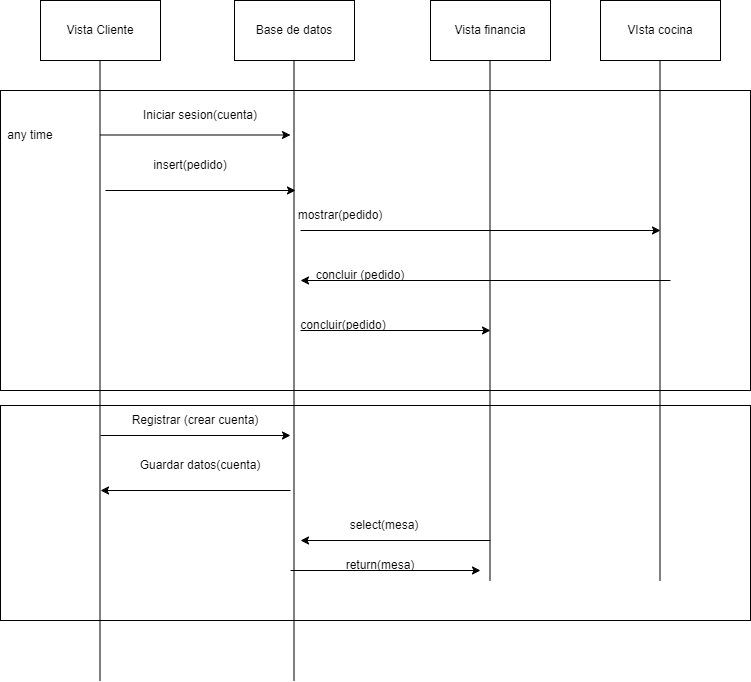 Vista Cliente
Base de datos
Vista financia
VIsta cocina
any time
Iniciar sesion(cuenta)
insert(pedido)
mostrar(pedido)
concluir (pedido)
concluir(pedido)
Registrar (crear cuenta)
Guardar datos(cuenta)
select(mesa)
return(mesa)